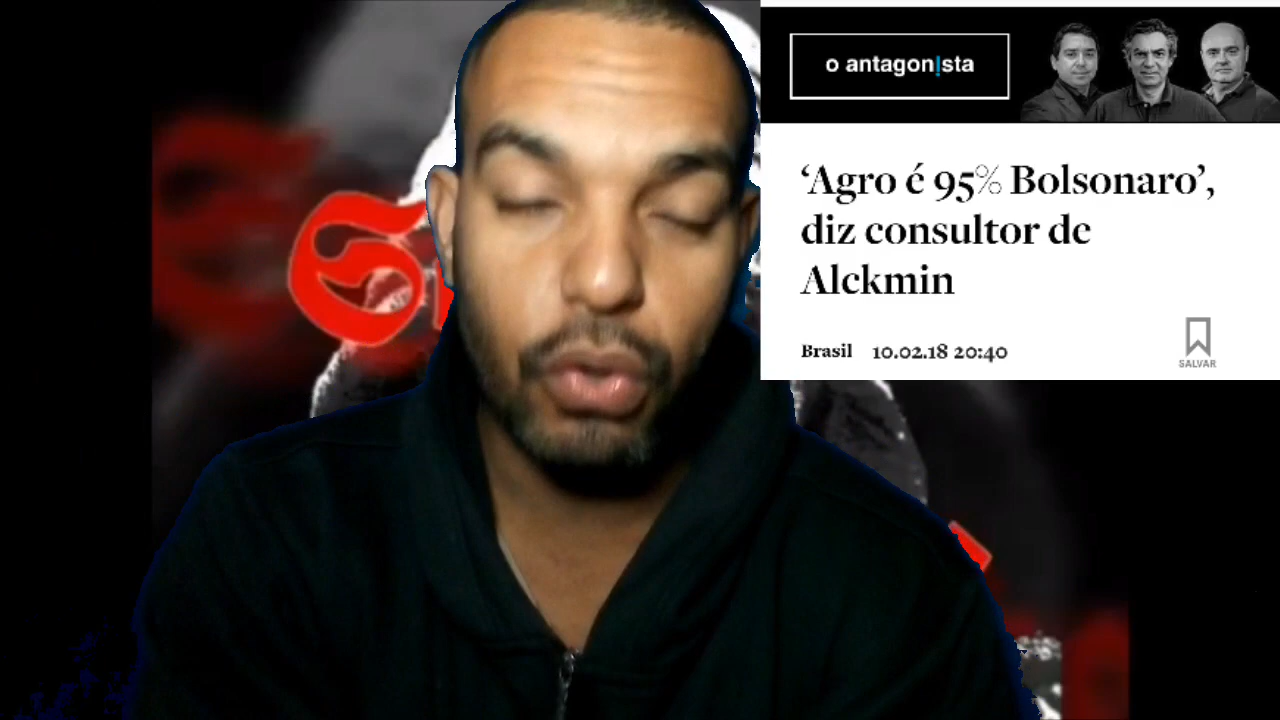 o antagonista
‘Agro é 95% Bolsonaro’,
diz consultor de
Alckmin
Brasil 10.02.18 20:40
SALVAR